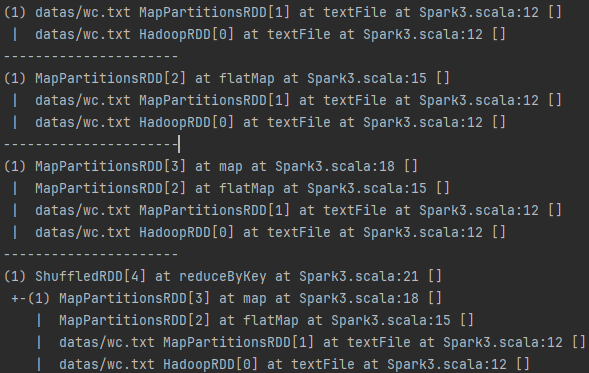 (1) datas/wc.txt MapPartitionsRDD[1] at textFile at Spark3.scala:12 []
 |  datas/wc.txt HadoopRDD[0] at textFile at Spark3.scala:12 []
----------------------
(1) MapPartitionsRDD[2] at flatMap at Spark3.scala:15 []
 |  datas/wc.txt MapPartitionsRDD[1] at textFile at Spark3.scala:12 []
 |  datas/wc.txt HadoopRDD[0] at textFile at Spark3.scala:12 []
----------------------
(1) MapPartitionsRDD[3] at map at Spark3.scala:18 []
 |  MapPartitionsRDD[2] at flatMap at Spark3.scala:15 []
 |  datas/wc.txt MapPartitionsRDD[1] at textFile at Spark3.scala:12 []
 |  datas/wc.txt HadoopRDD[0] at textFile at Spark3.scala:12 []
----------------------
(1) ShuffledRDD[4] at reduceByKey at Spark3.scala:21 []
 +-(1) MapPartitionsRDD[3] at map at Spark3.scala:18 []
    |  MapPartitionsRDD[2] at flatMap at Spark3.scala:15 []
    |  datas/wc.txt MapPartitionsRDD[1] at textFile at Spark3.scala:12 []
    |  datas/wc.txt HadoopRDD[0] at textFile at Spark3.scala:12 []